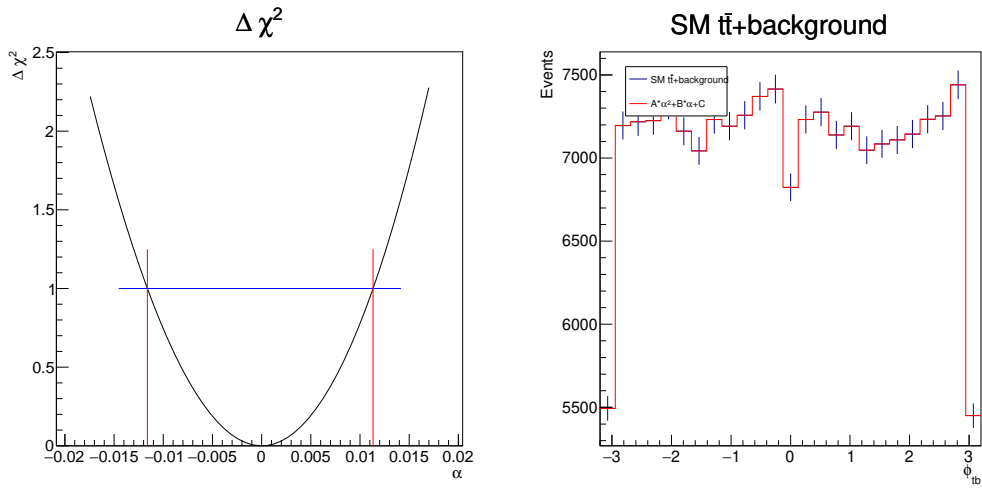 Δ χ²
Δ χ²
2.5
2
1.5
1
0.5
0
−0.02 −0.015 −0.01 −0.005 0 0.005 0.01 0.015 0.02
α
SM tt̄+background
Events
SM tt̄+background
A*α²+B*α+C
7500
7000
6500
6000
5500
−3 −2 −1 0 1 2 3
ϕtb